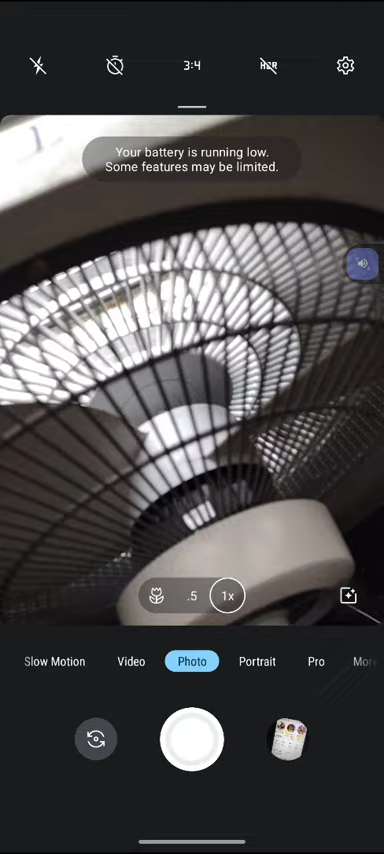 3:4
HDR
Your battery is running low.
Some features may be limited.
.5
1x
Slow Motion
Video
Photo
Portrait
Pro
More